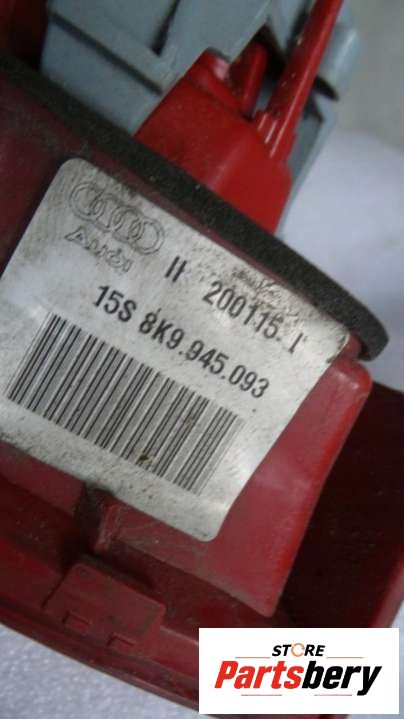 Audi
II 200115 I
15S 8K9.945.093
STORE
Partsbery